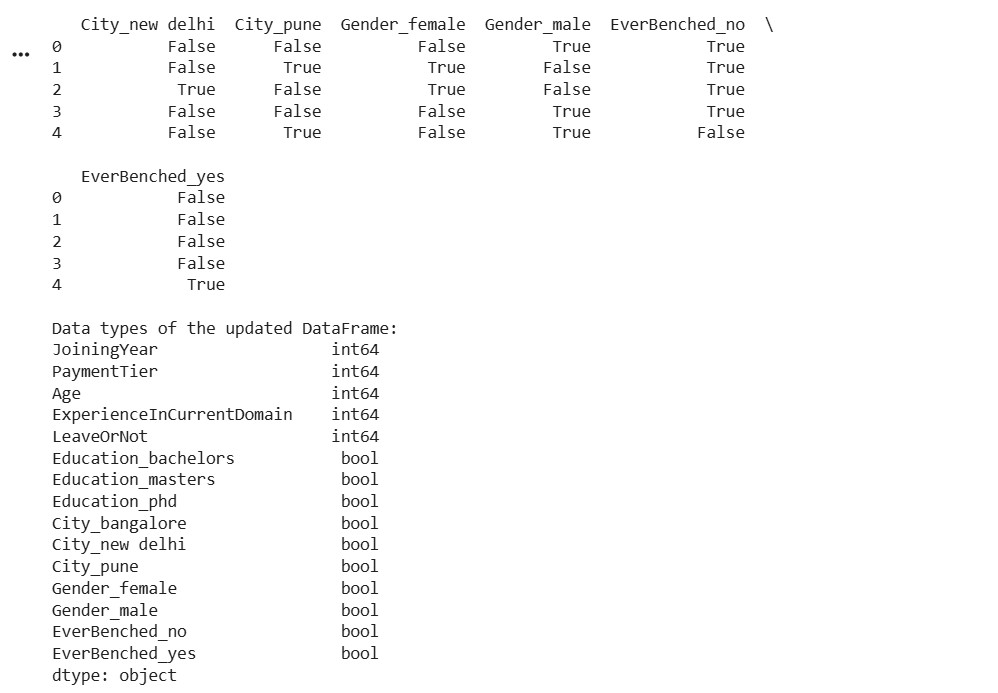 City_new delhi  City_pune  Gender_female  Gender_male  EverBenched_no  \
0           False      False          False         True            True
1           False       True           True        False            True
2            True      False           True        False            True
3           False      False          False         True            True
4           False       True          False         True           False
...
   EverBenched_yes
0            False
1            False
2            False
3            False
4             True
Data types of the updated DataFrame:
JoiningYear                  int64
PaymentTier                  int64
Age                          int64
ExperienceInCurrentDomain    int64
LeaveOrNot                   int64
Education_bachelors           bool
Education_masters             bool
Education_phd                 bool
City_bangalore                bool
City_new delhi                bool
City_pune                     bool
Gender_female                 bool
Gender_male                   bool
EverBenched_no                bool
EverBenched_yes               bool
dtype: object